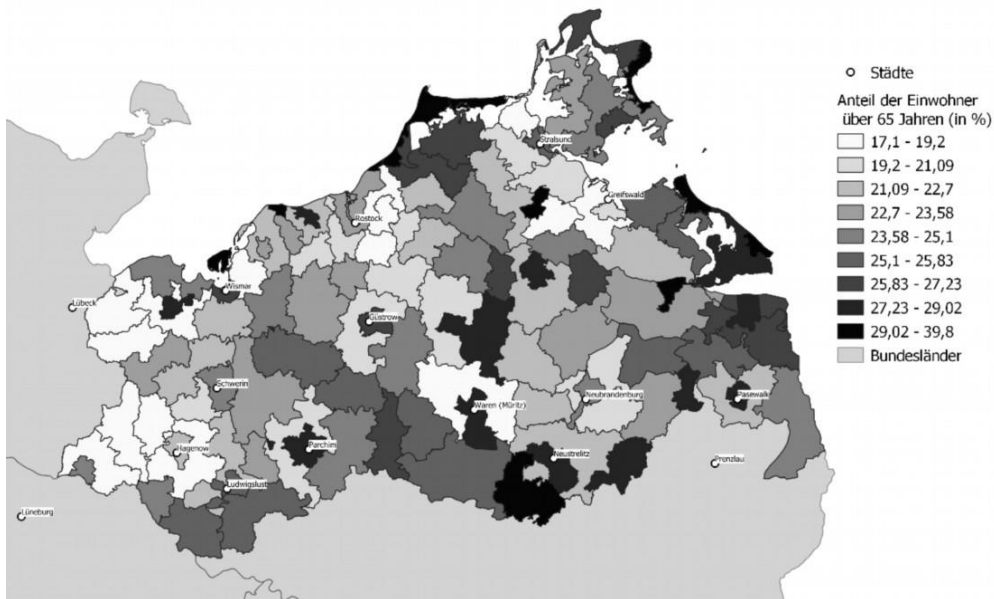 Städte
Anteil der Einwohner
über 65 Jahren (in %)
17,1 - 19,2
19,2 - 21,09
21,09 - 22,7
22,7 - 23,58
23,58 - 25,1
25,1 - 25,83
25,83 - 27,23
27,23 - 29,02
29,02 - 39,8
Bundesländer
Stralsund
Greifswald
Rostock
Wismar
Lübeck
Güstrow
Schwerin
Neubrandenburg
Pasewalk
Waren (Müritz)
Hagenow
Parchim
Neustrelitz
Prenzlau
Ludwigslust
Lüneburg